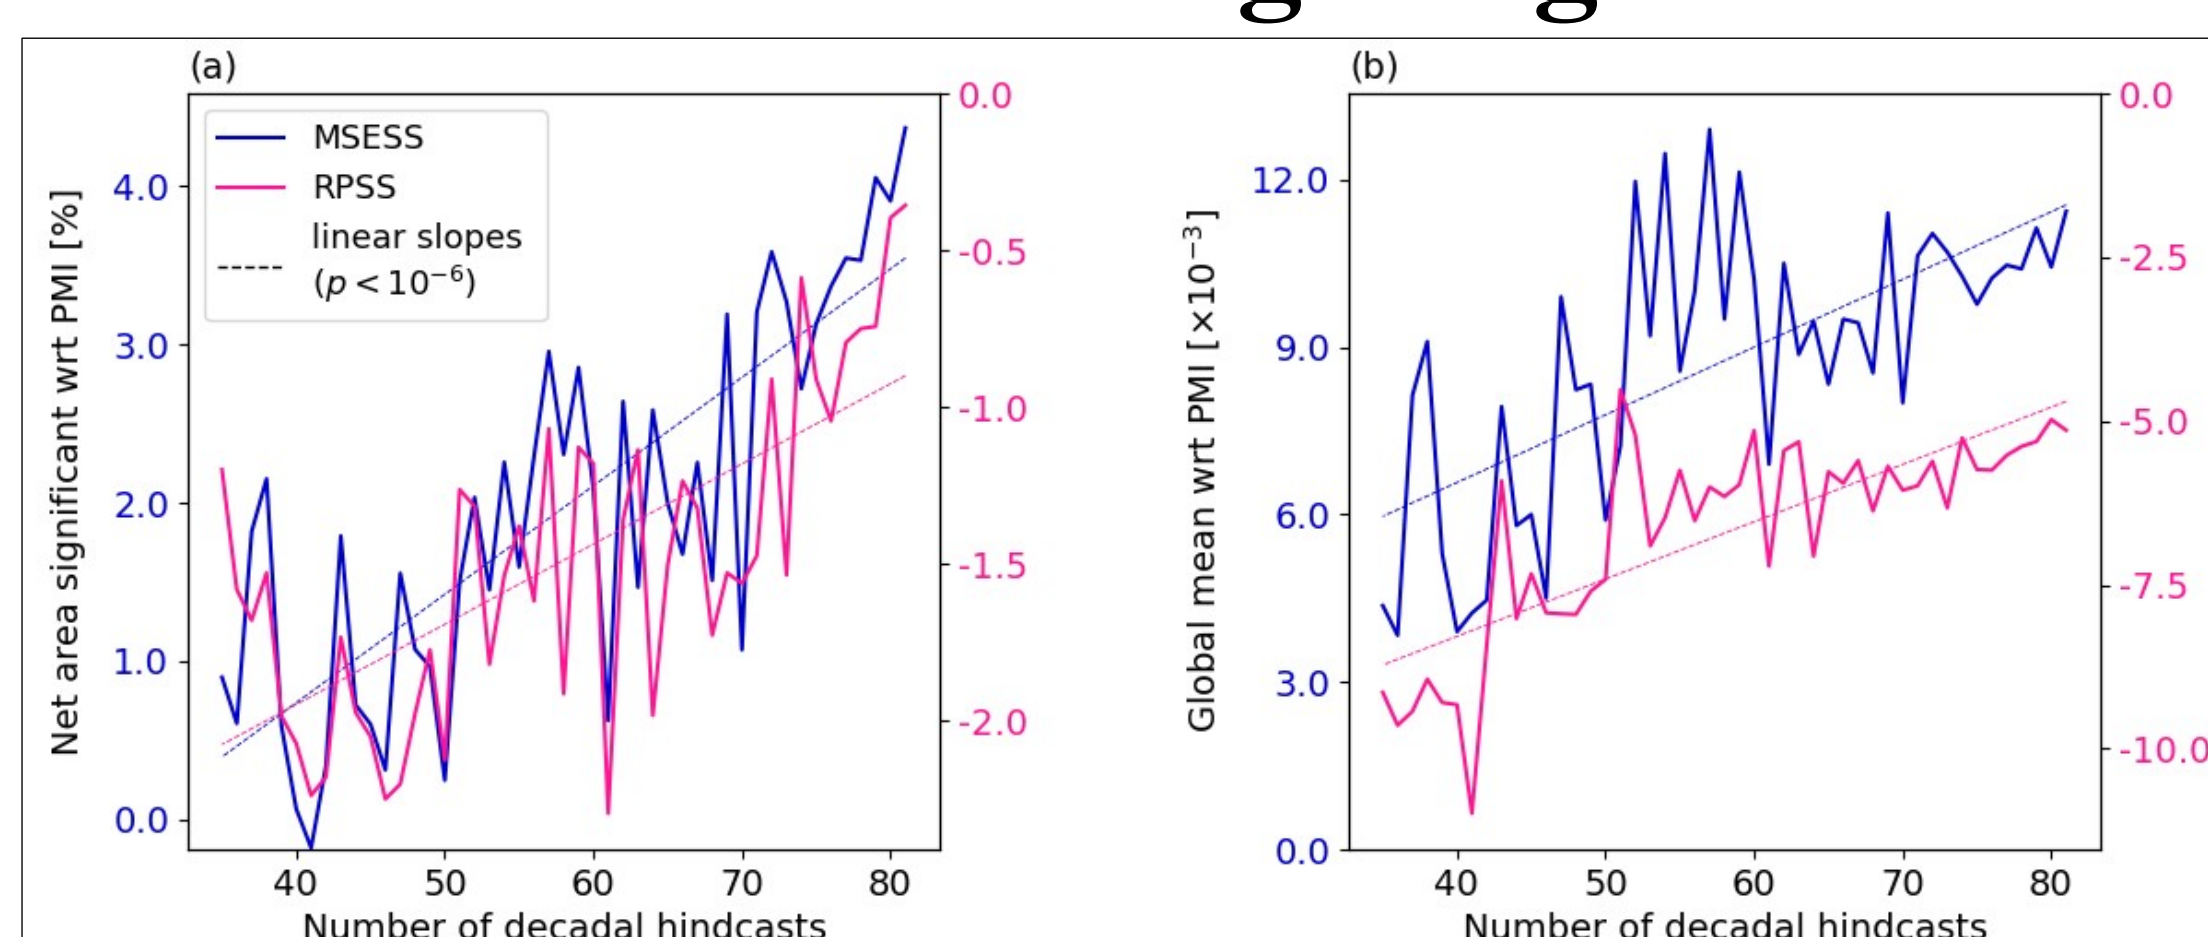 (a)
MSESS
RPSS
linear slopes
(p < 10⁻⁶)
Net area significant wrt PMI [%]
4.0
3.0
2.0
1.0
0.0
0.0
-0.5
-1.0
-1.5
-2.0
40 50 60 70 80
Number of decadal hindcasts
(b)
Global mean wrt PMI [×10⁻³]
12.0
9.0
6.0
3.0
0.0
0.0
-2.5
-5.0
-7.5
-10.0
40 50 60 70 80
Number of decadal hindcasts